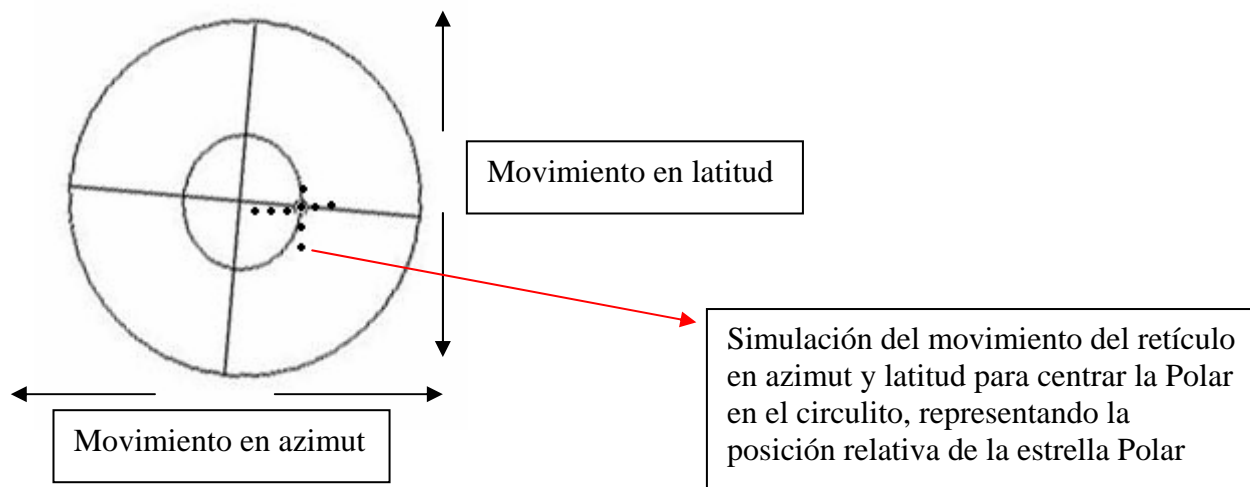 Movimiento en latitud
Simulación del movimiento del retículo
en azimut y latitud para centrar la Polar
en el circulito, representando la
posición relativa de la estrella Polar
Movimiento en azimut